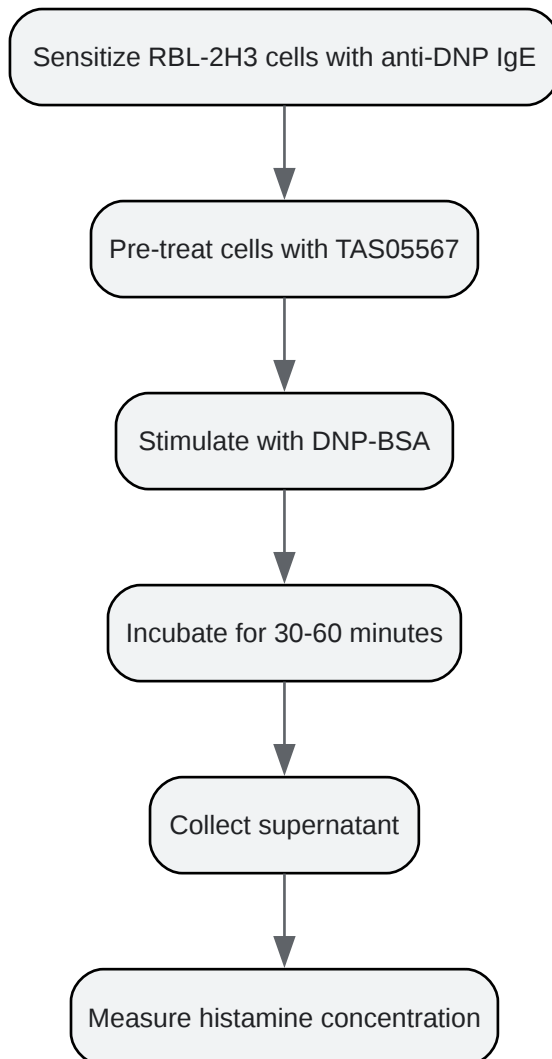 Sensitize RBL-2H3 cells with anti-DNP IgE
Pre-treat cells with TAS05567
Stimulate with DNP-BSA
Incubate for 30-60 minutes
Collect supernatant
Measure histamine concentration